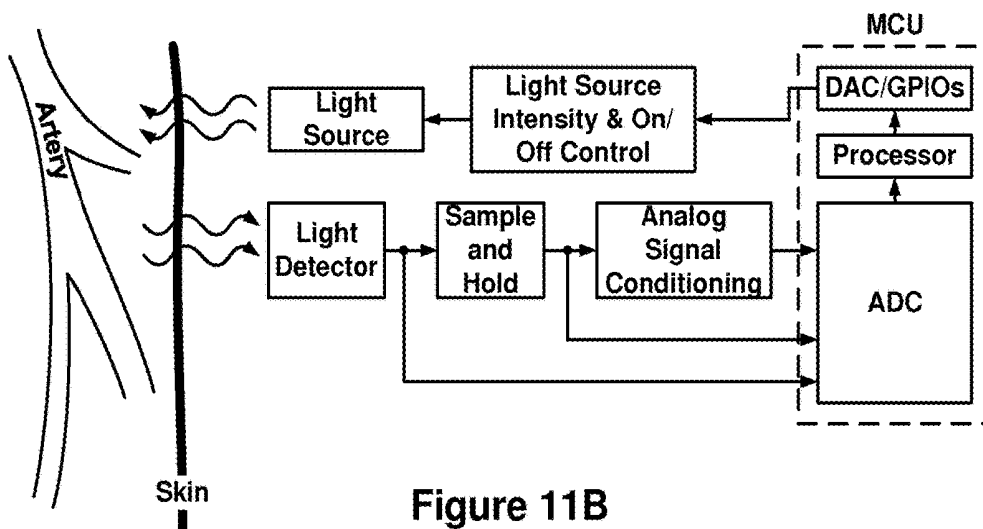 MCU
Light
Source
Light Source
Intensity & On/
Off Control
DAC/GPIOs
Processor
Artery
Light
Detector
Sample
and
Hold
Analog
Signal
Conditioning
ADC
Skin
Figure 11B